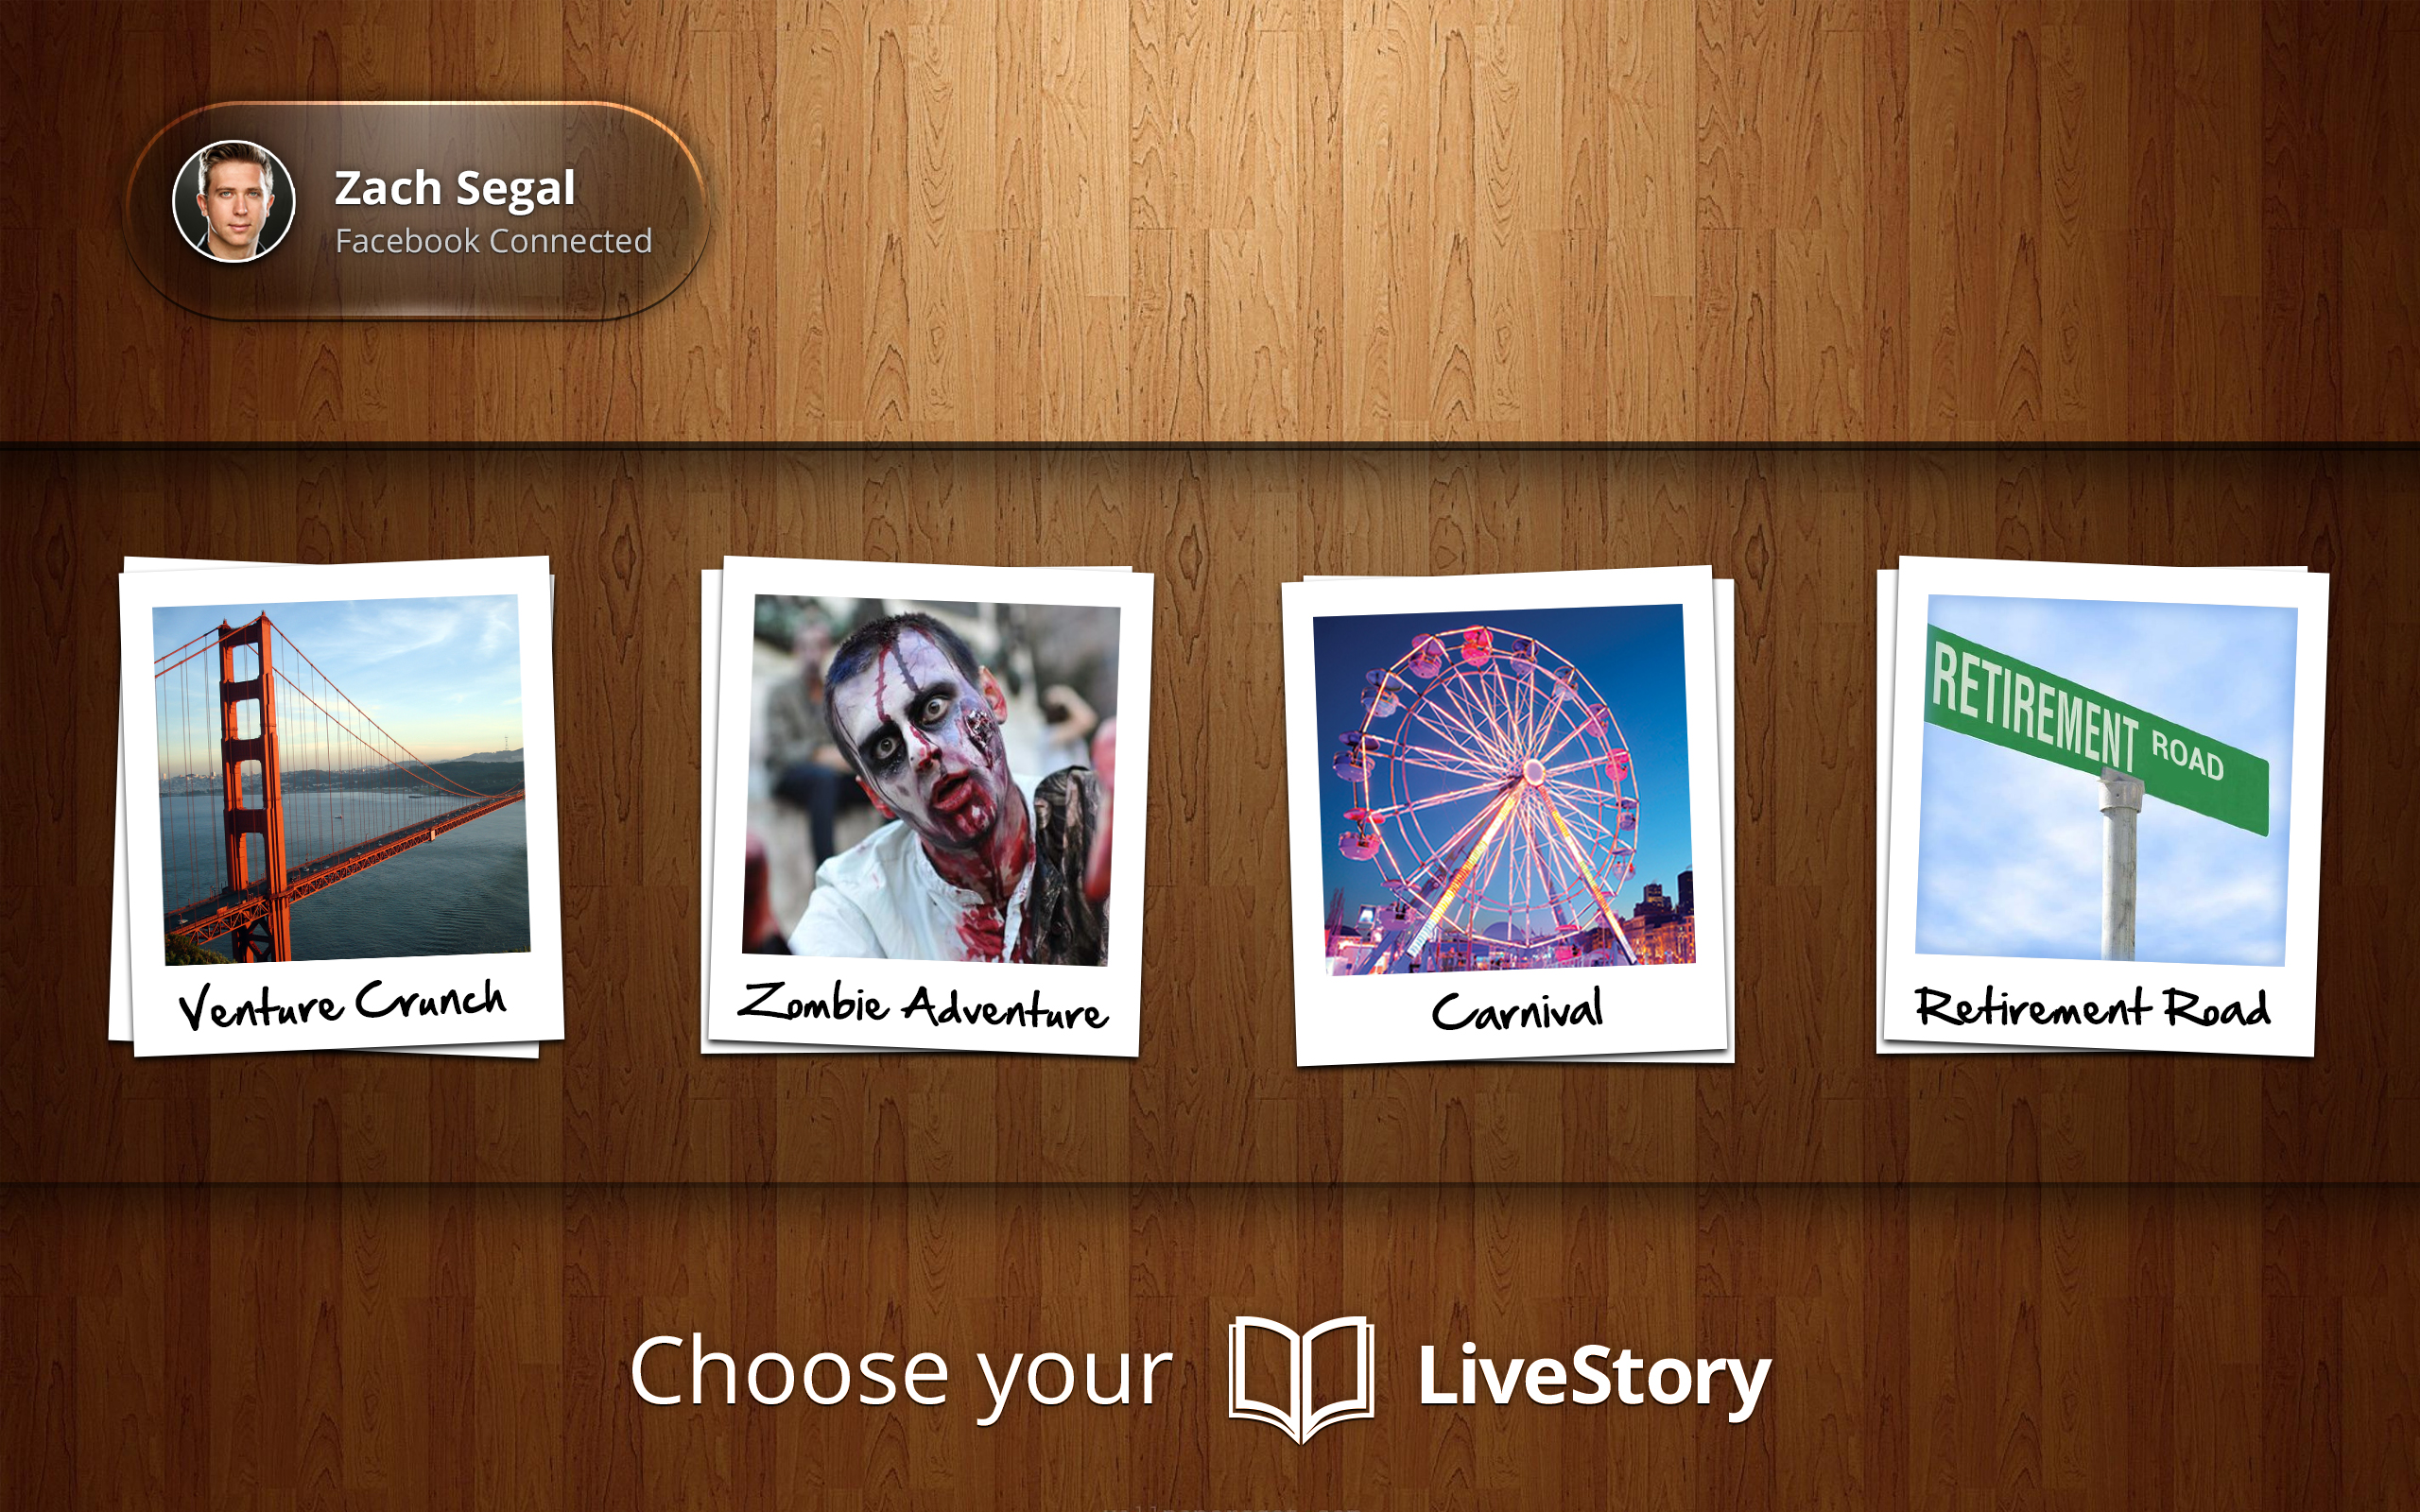 Zach Segal
Facebook Connected
RETIREMENT ROAD
Venture Crunch
Zombie Adventure
Carnival
Retirement Road
Choose your LiveStory